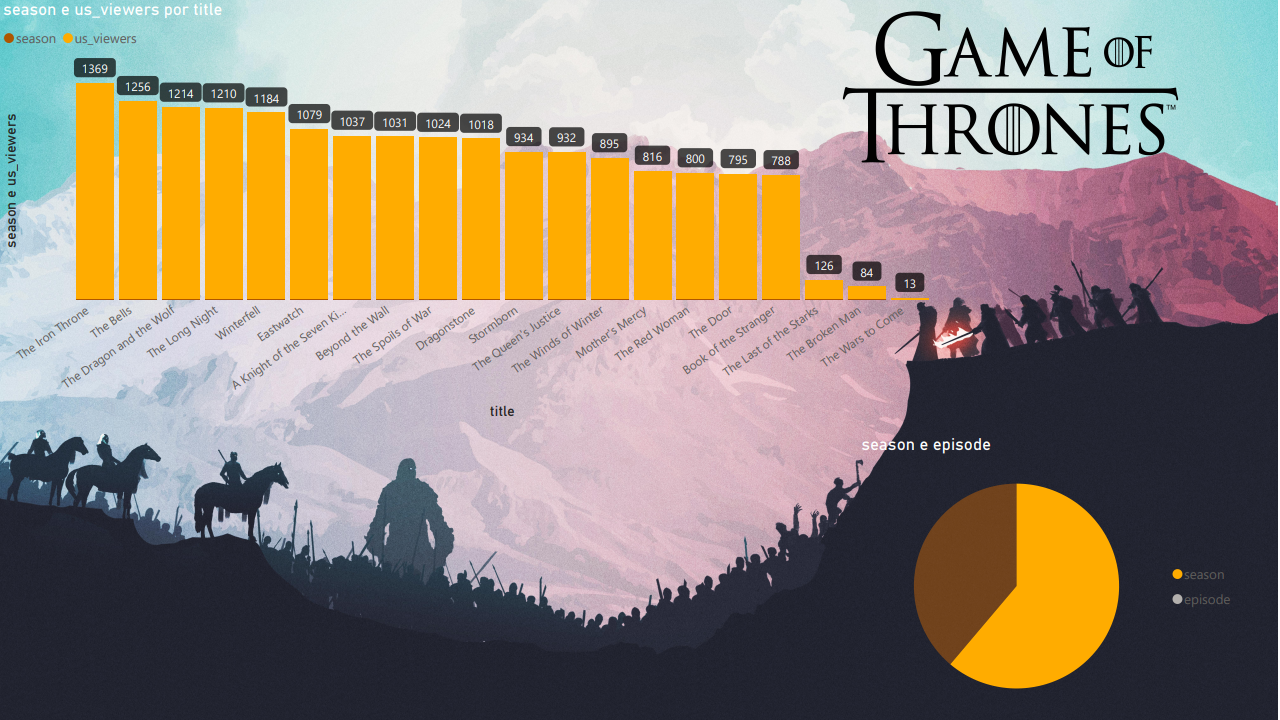 season e us_viewers por title
season us_viewers
GAME OF
THRONES™
1369
1256
1214
1210
1184
1079
1037
1031
1024
1018
934
932
895
816
800
795
788
126
84
13
season e us_viewers
The Iron Throne
The Bells
The Dragon and the Wolf
The Long Night
Winterfell
Eastwatch
A Knight of the Seven Ki...
Beyond the Wall
The Spoils of War
Dragonstone
Stormborn
The Queen's Justice
The Winds of Winter
Mother's Mercy
The Red Woman
The Door
Book of the Stranger
The Last of the Starks
The Broken Man
The Wars to Come
title
season e episode
season
episode